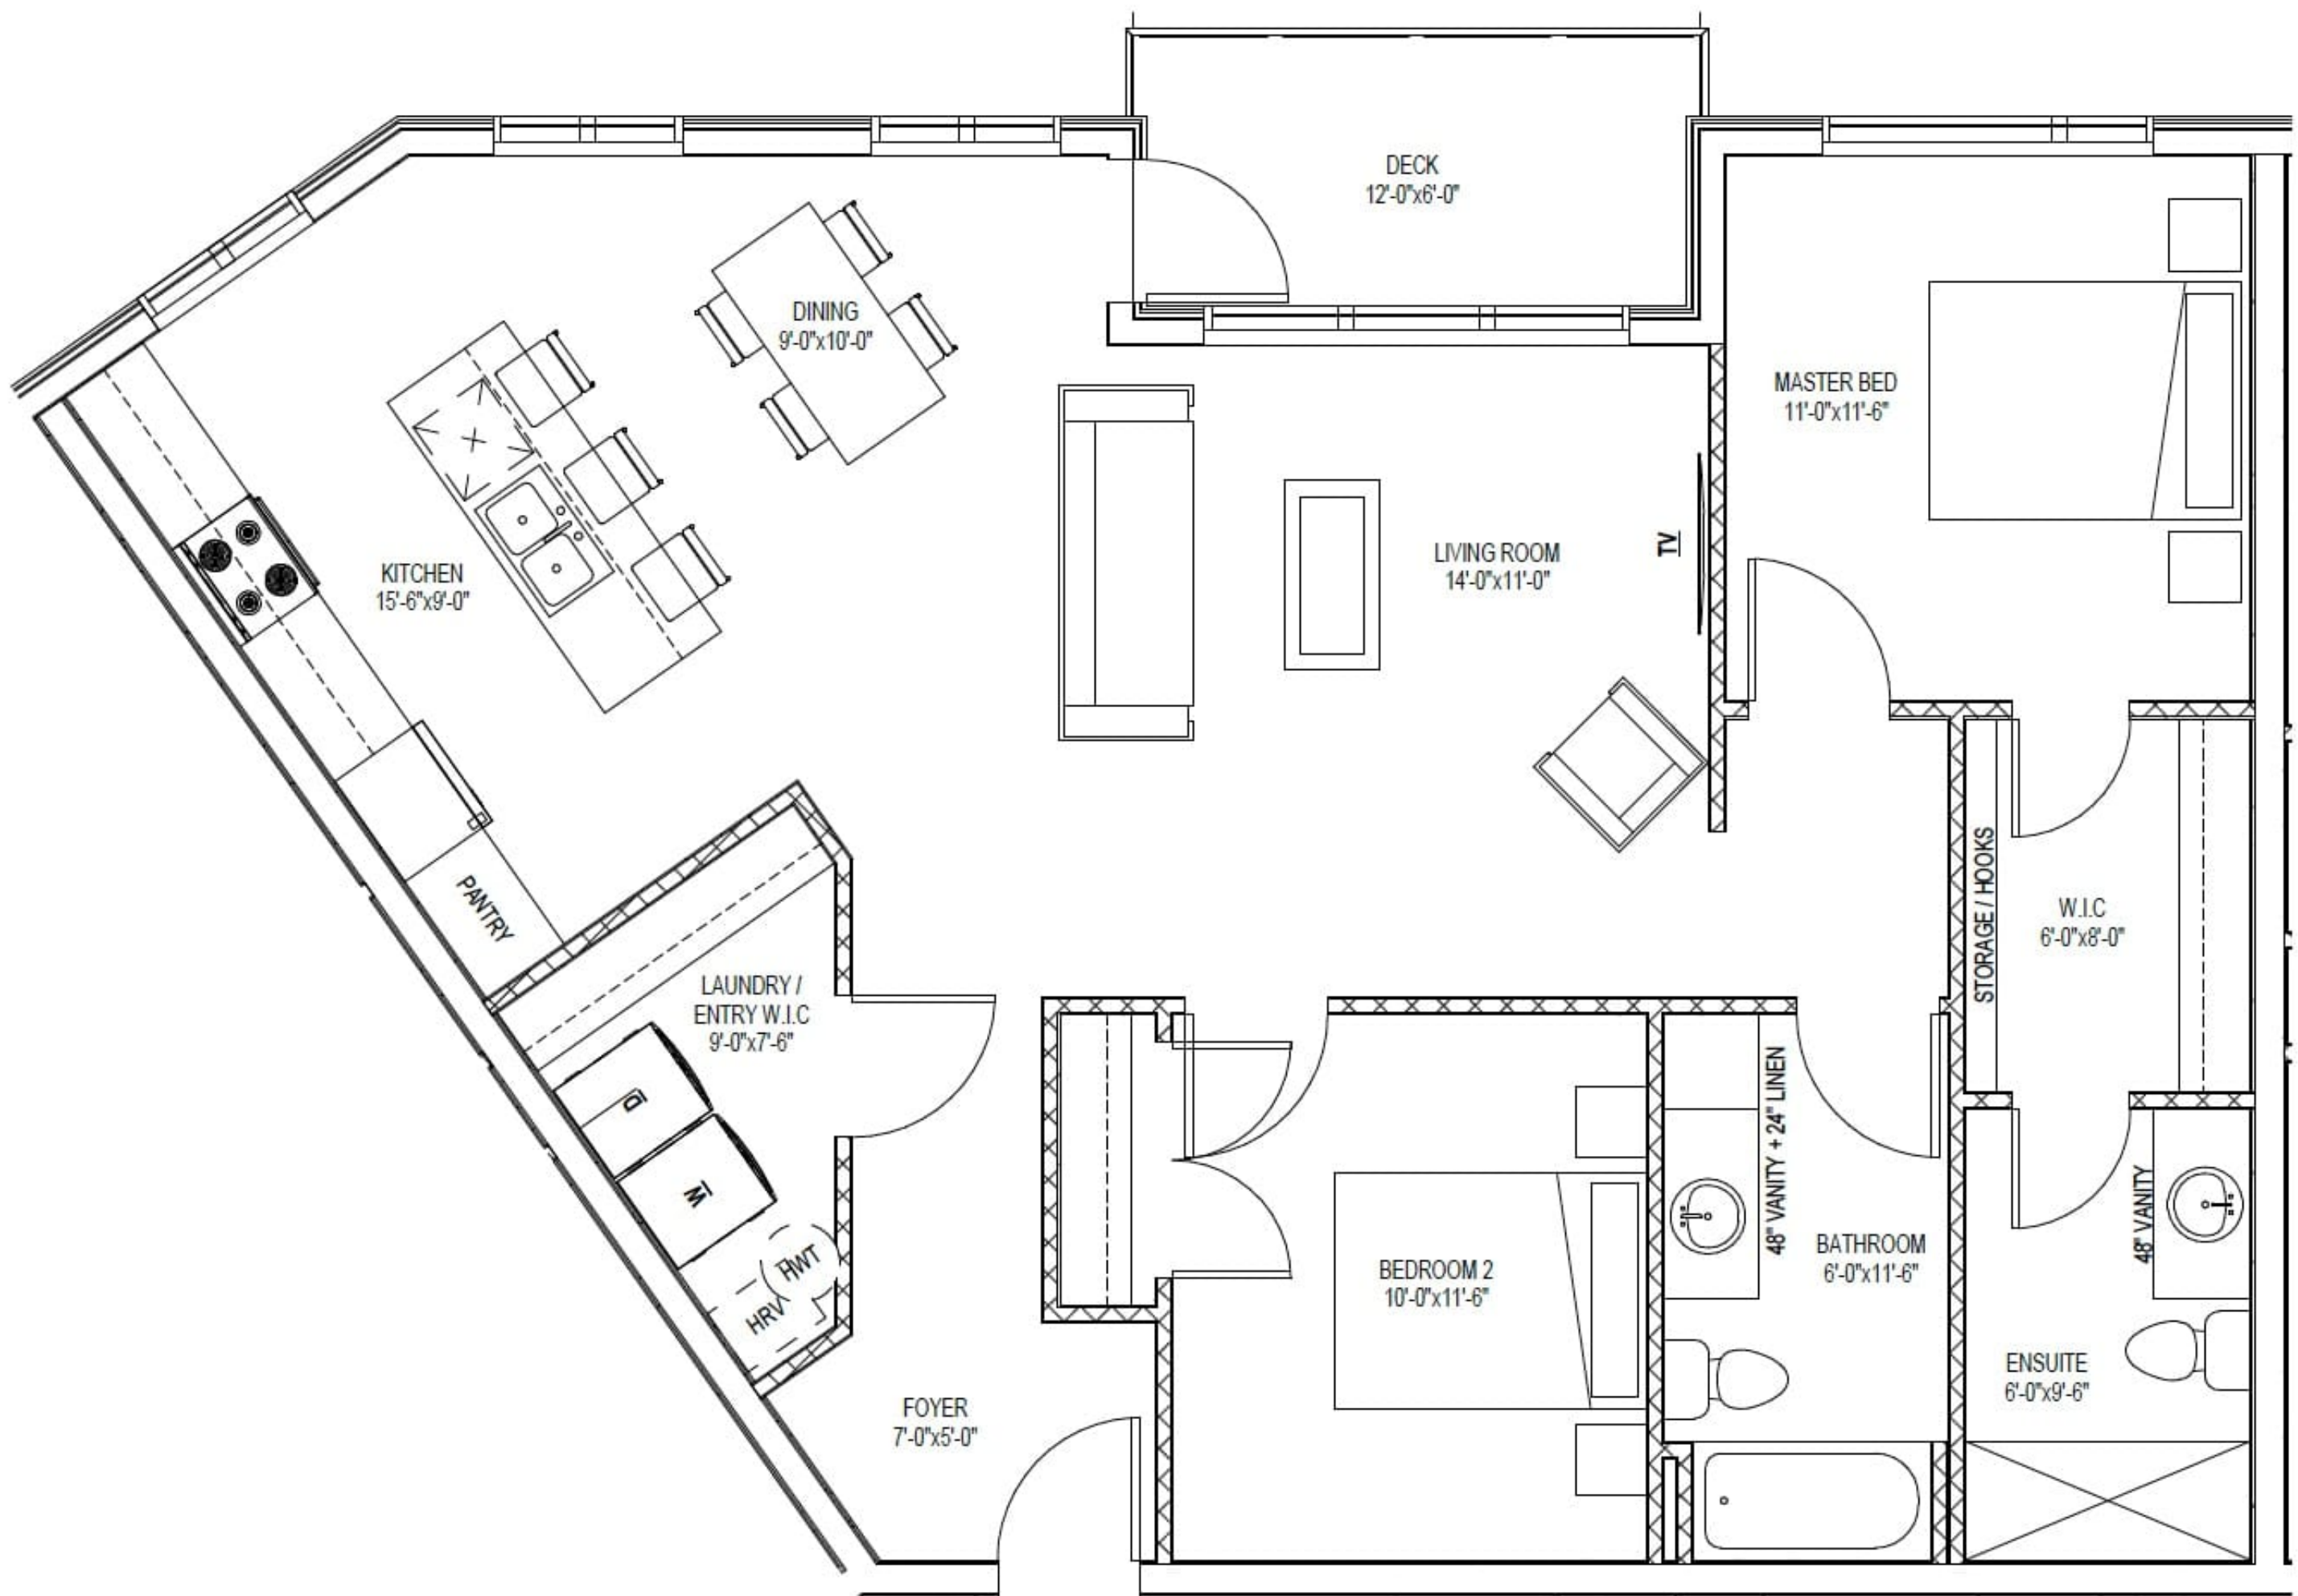 DECK
12'-0"x6'-0"
DINING
9'-0"x10'-0"
MASTER BED
11'-0"x11'-6"
KITCHEN
15'-6"x9'-0"
LIVING ROOM
14'-0"x11'-0"
TV
PANTRY
STORAGE / HOOKS
W.I.C
6'-0"x8'-0"
LAUNDRY /
ENTRY W.I.C
9'-0"x7'-6"
D
W
HWT
HRV
48" VANITY + 24" LINEN
48" VANITY
BATHROOM
6'-0"x11'-6"
BEDROOM 2
10'-0"x11'-6"
ENSUITE
6'-0"x9'-6"
FOYER
7'-0"x5'-0"